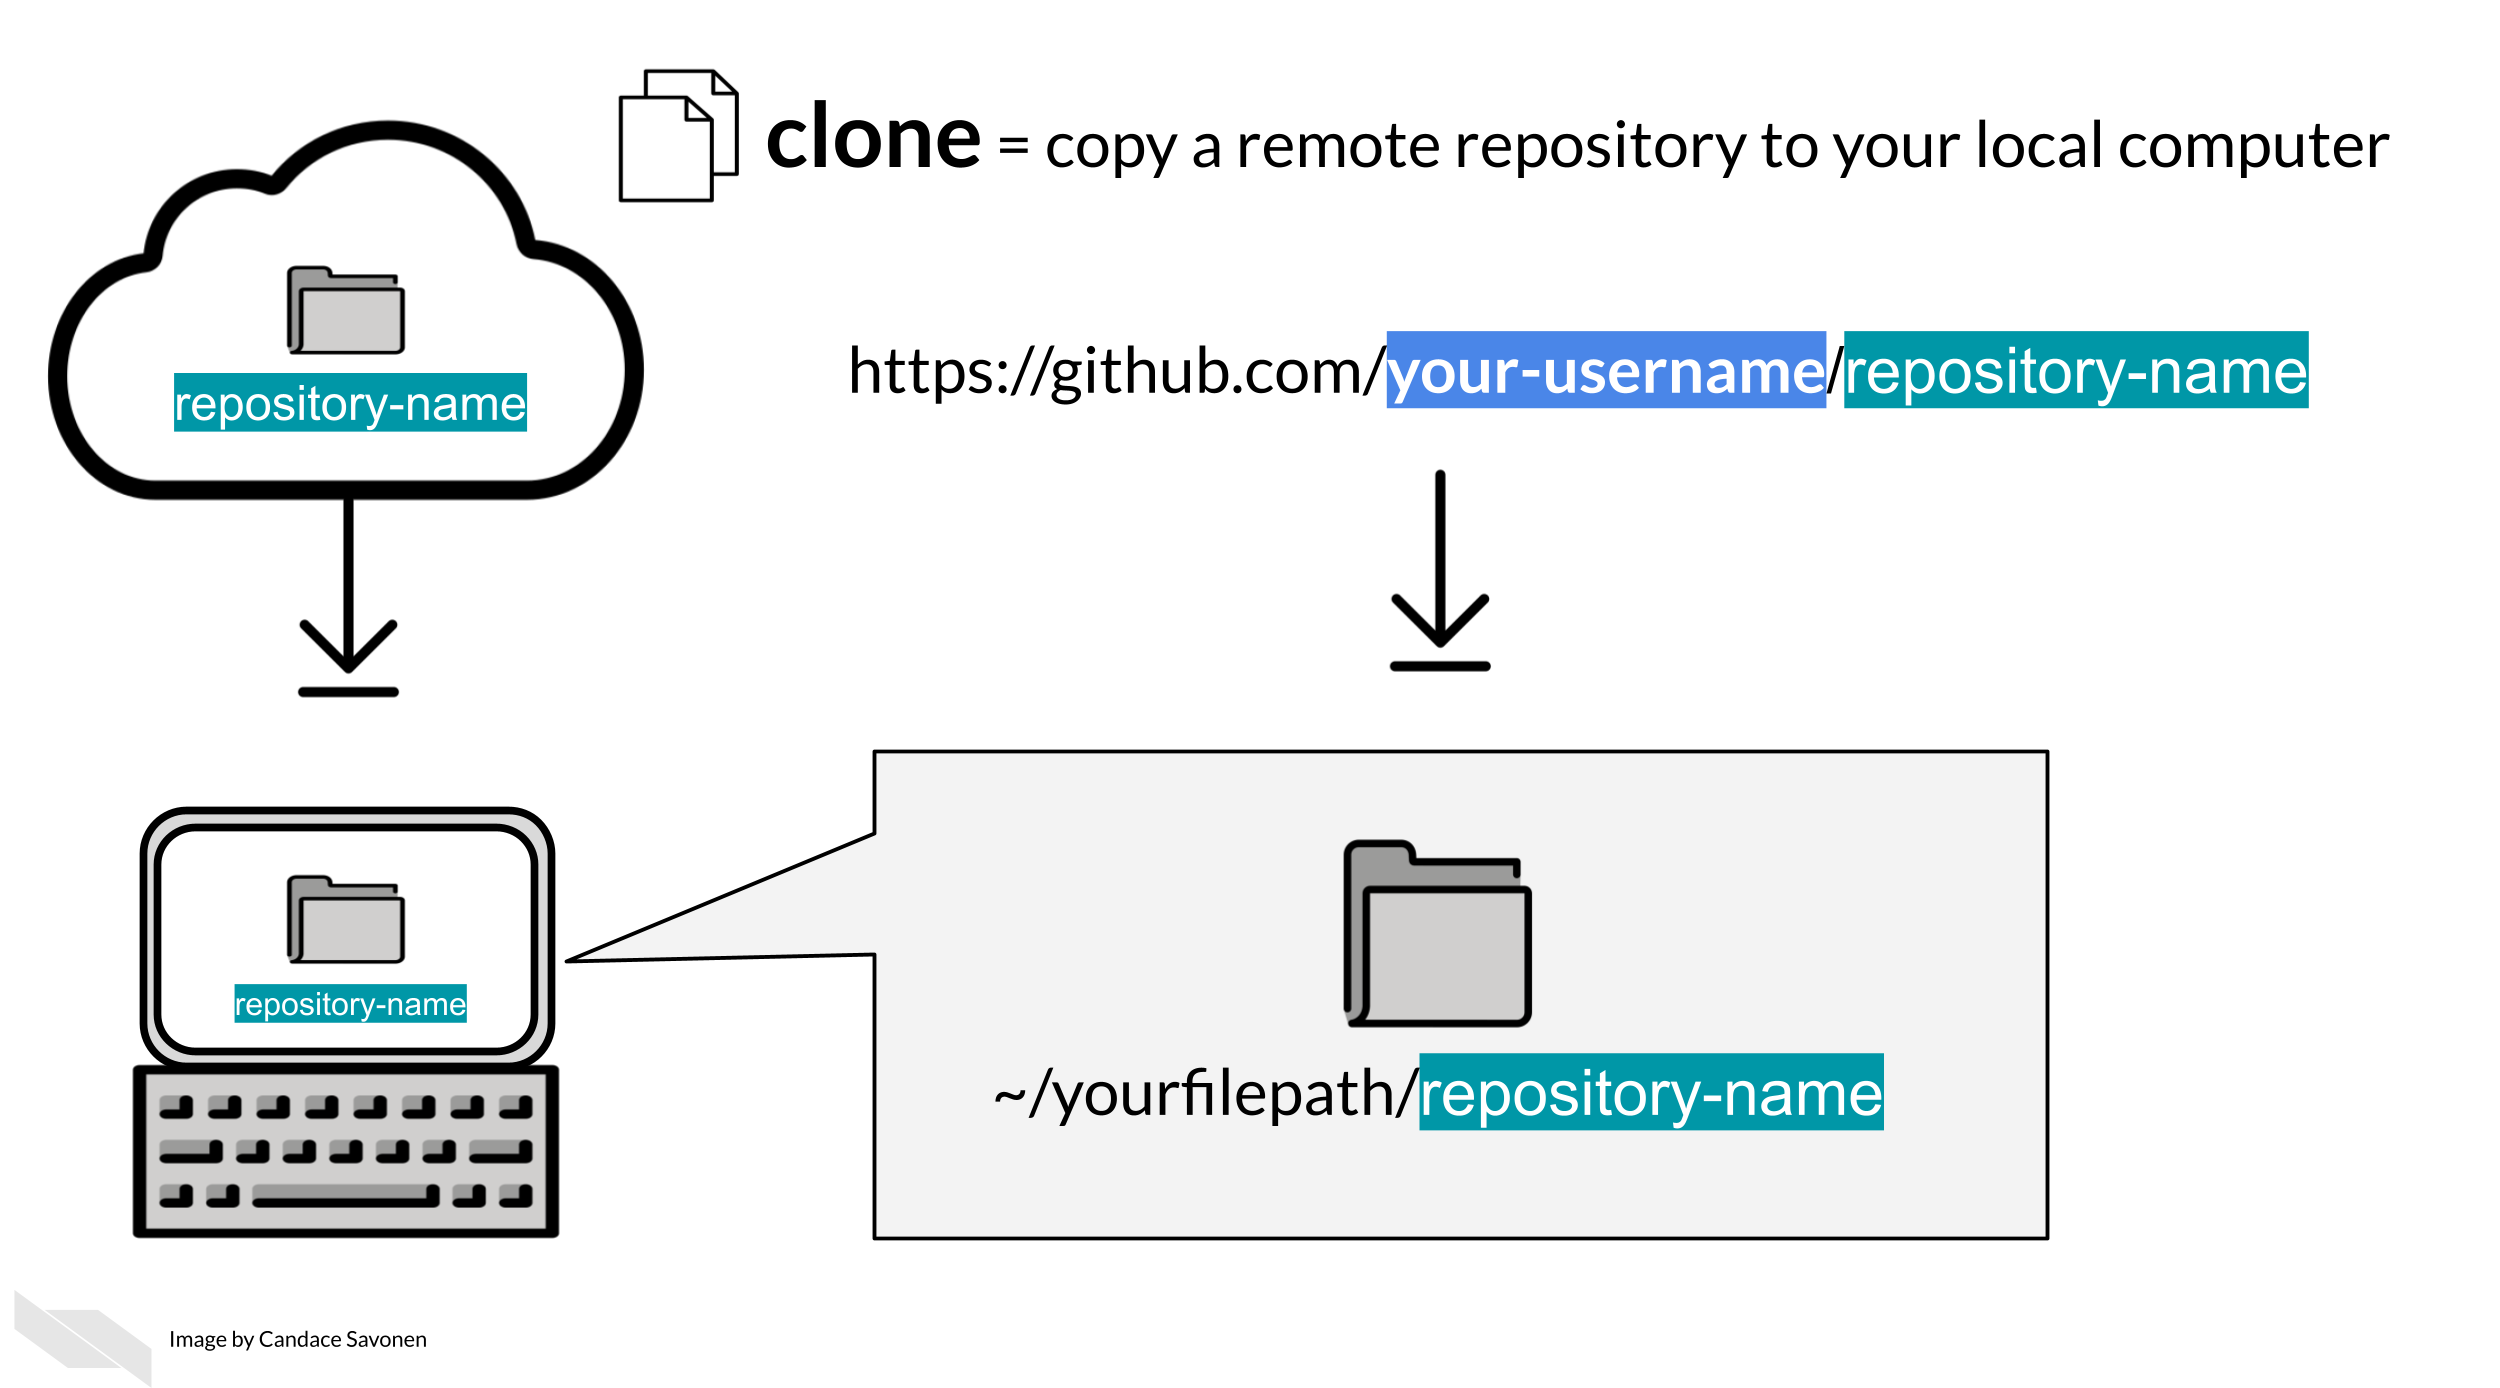 clone = copy a remote repository to your local computer
repository-name
https://github.com/your-username/repository-name
repository-name
~/yourfilepath/repository-name
Image by Candace Savonen